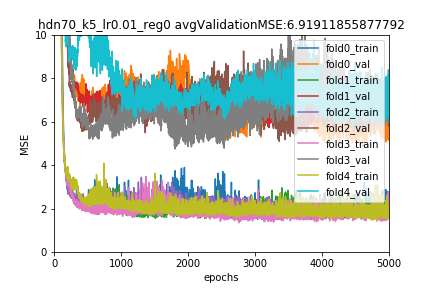 hdn70_k5_lr0.01_reg0 avgValidationMSE:6.91911855877792
10
8
6
4
2
0
MSE
0
1000
2000
3000
4000
5000
epochs
fold0_train
fold0_val
fold1_train
fold1_val
fold2_train
fold2_val
fold3_train
fold3_val
fold4_train
fold4_val